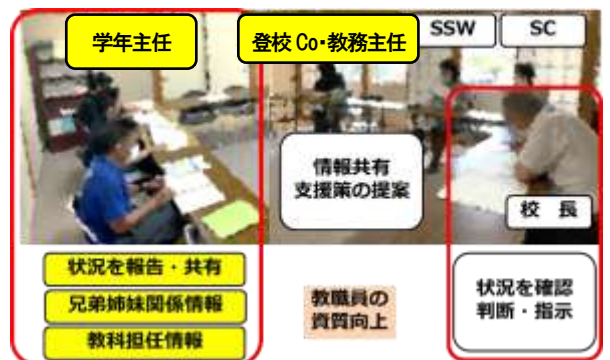 学年主任
登校Co・教務主任
SSW
SC
情報共有
支援策の提案
校　長
状況を報告・共有
兄弟姉妹関係情報
教科担任情報
教職員の
資質向上
状況を確認
判断・指示